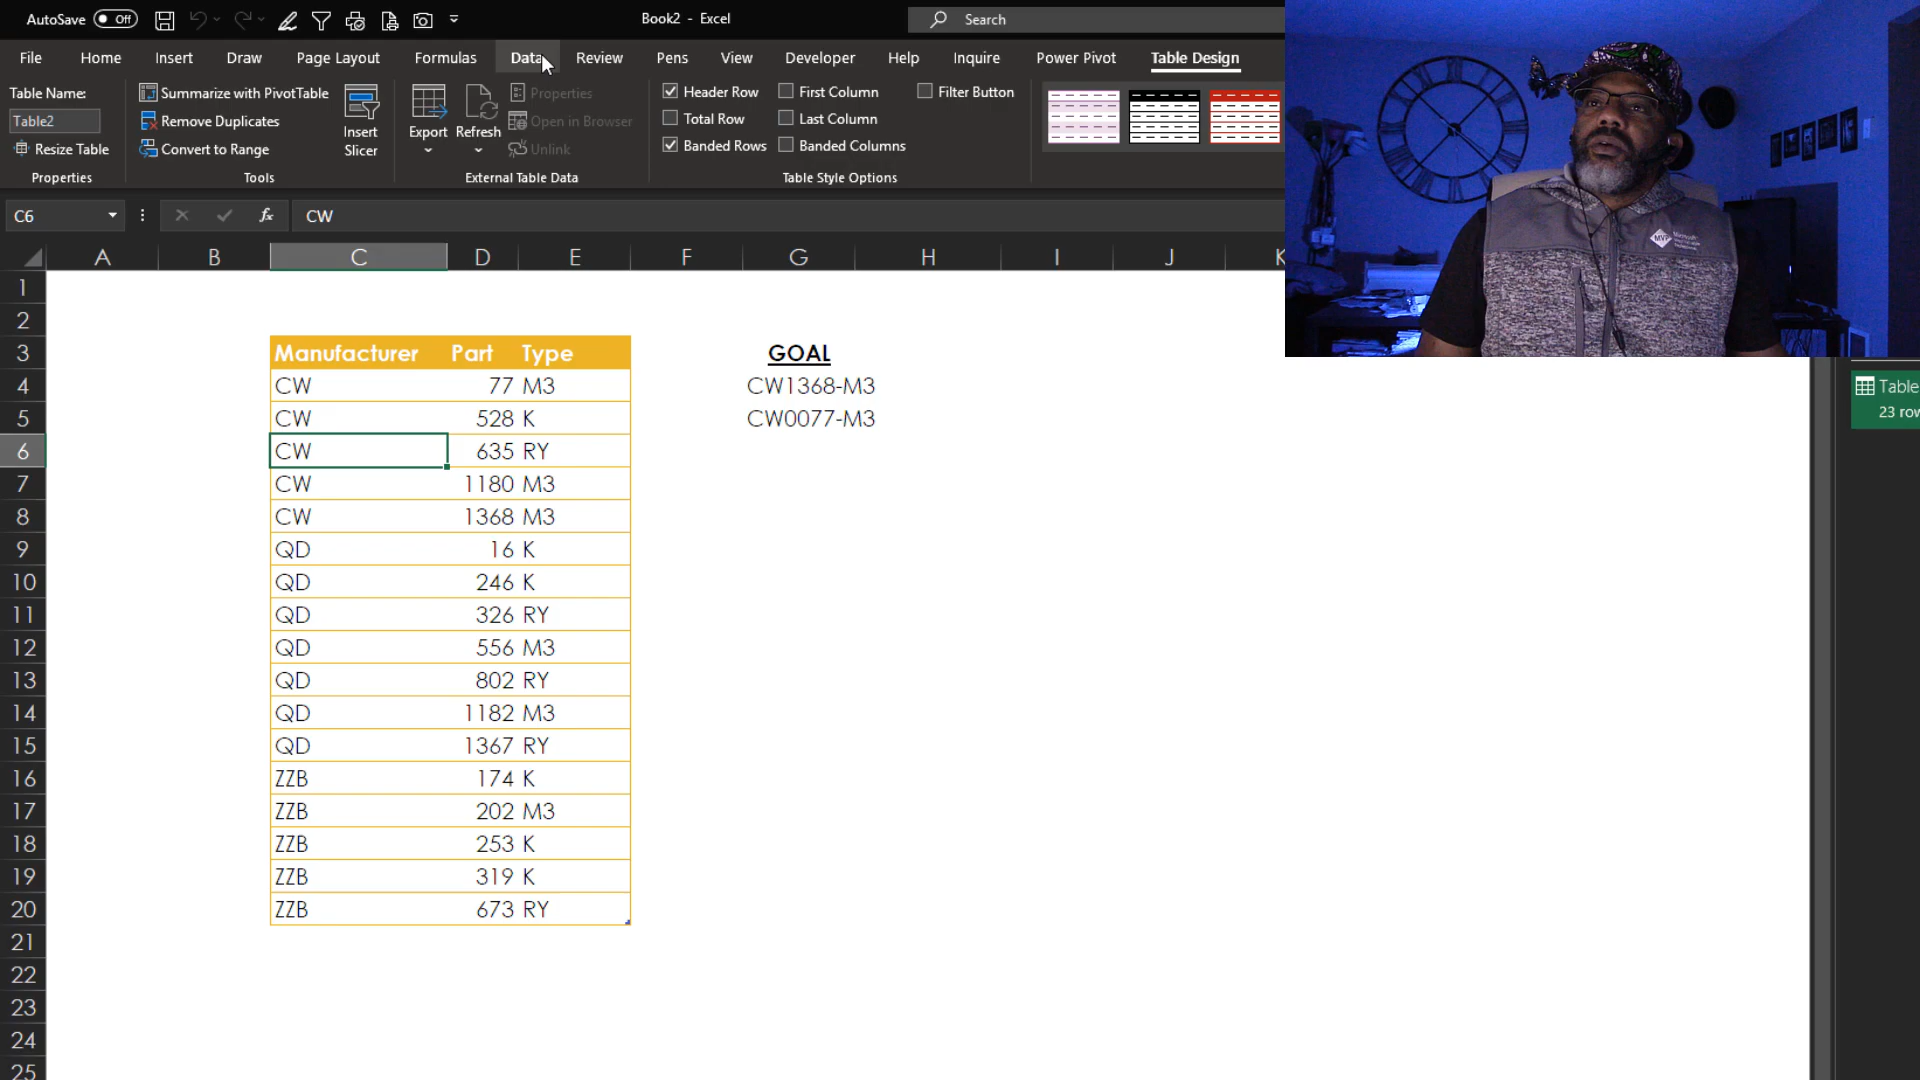 AutoSave Off
Book2 - Excel
Search
File Home Insert Draw Page Layout Formulas Data Review Pens View Developer Help Inquire Power Pivot Table Design
Table Name:
Table2
Resize Table
Properties
Summarize with PivotTable
Remove Duplicates
Convert to Range
Tools
Insert
Slicer
Export
Refresh
Properties
Open in Browser
Unlink
External Table Data
Header Row First Column Filter Button
Total Row Last Column
Banded Rows Banded Columns
Table Style Options
C6 fx CW
A B C D E F G H I J K
1
2
3 Manufacturer Part Type GOAL
4 CW 77 M3 CW1368-M3
5 CW 528 K CW0077-M3
6 CW 635 RY
7 CW 1180 M3
8 CW 1368 M3
9 QD 16 K
10 QD 246 K
11 QD 326 RY
12 QD 556 M3
13 QD 802 RY
14 QD 1182 M3
15 QD 1367 RY
16 ZZB 174 K
17 ZZB 202 M3
18 ZZB 253 K
19 ZZB 319 K
20 ZZB 673 RY
21
22
23
24
25
Table
23 row
MVP Microsoft